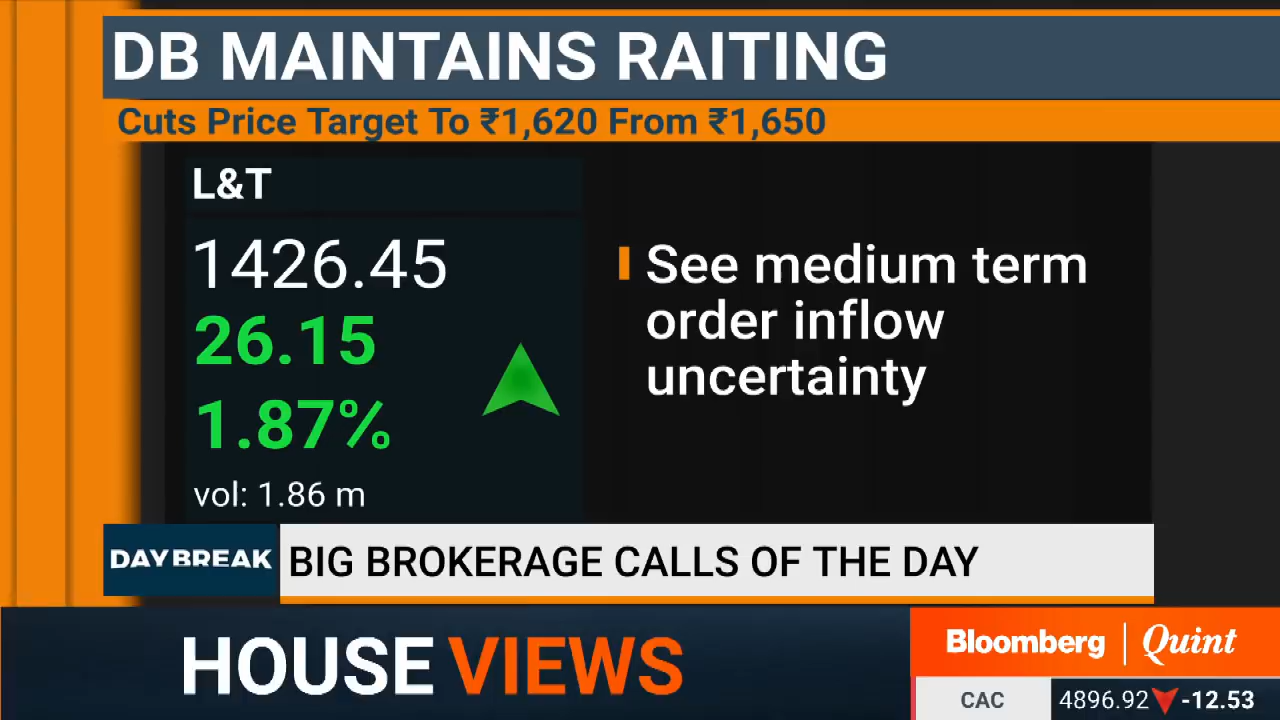 DB MAINTAINS RAITING
Cuts Price Target To ₹1,620 From ₹1,650
L&T
1426.45
26.15
1.87%
vol: 1.86 m
See medium term
order inflow
uncertainty
DAYBREAK
BIG BROKERAGE CALLS OF THE DAY
HOUSE VIEWS
Bloomberg | Quint
CAC 4896.92 -12.53